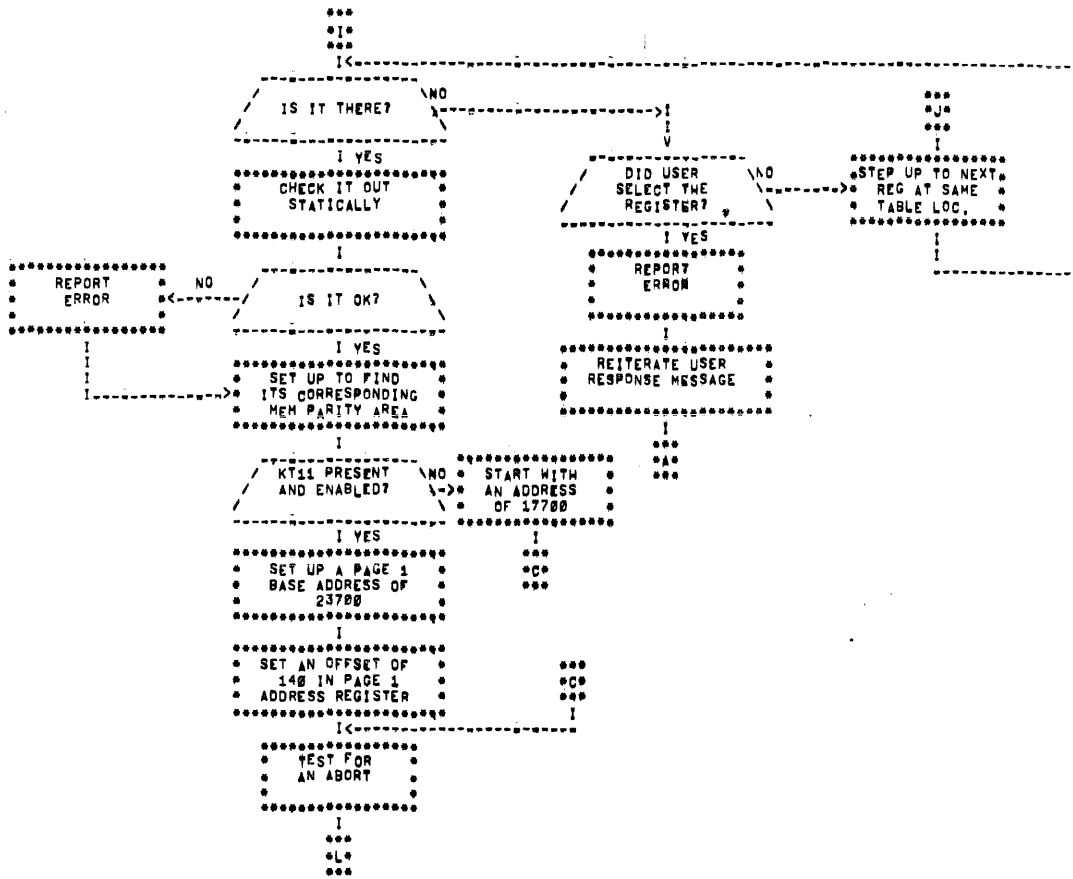 *I*
IS IT THERE?
NO
I YES
CHECK IT OUT
STATICALLY
DID USER
SELECT THE
REGISTER?
NO
*J*
STEP UP TO NEXT
REG AT SAME
TABLE LOC.
I YES
REPORT
ERROR
REITERATE USER
RESPONSE MESSAGE
*A*
IS IT OK?
NO
REPORT
ERROR
I YES
SET UP TO FIND
ITS CORRESPONDING
MEM PARITY AREA
KT11 PRESENT
AND ENABLED?
NO
START WITH
AN ADDRESS
OF 17700
*C*
I YES
SET UP A PAGE 1
BASE ADDRESS OF
23700
SET AN OFFSET OF
140 IN PAGE 1
ADDRESS REGISTER
*C*
TEST FOR
AN ABORT
*L*